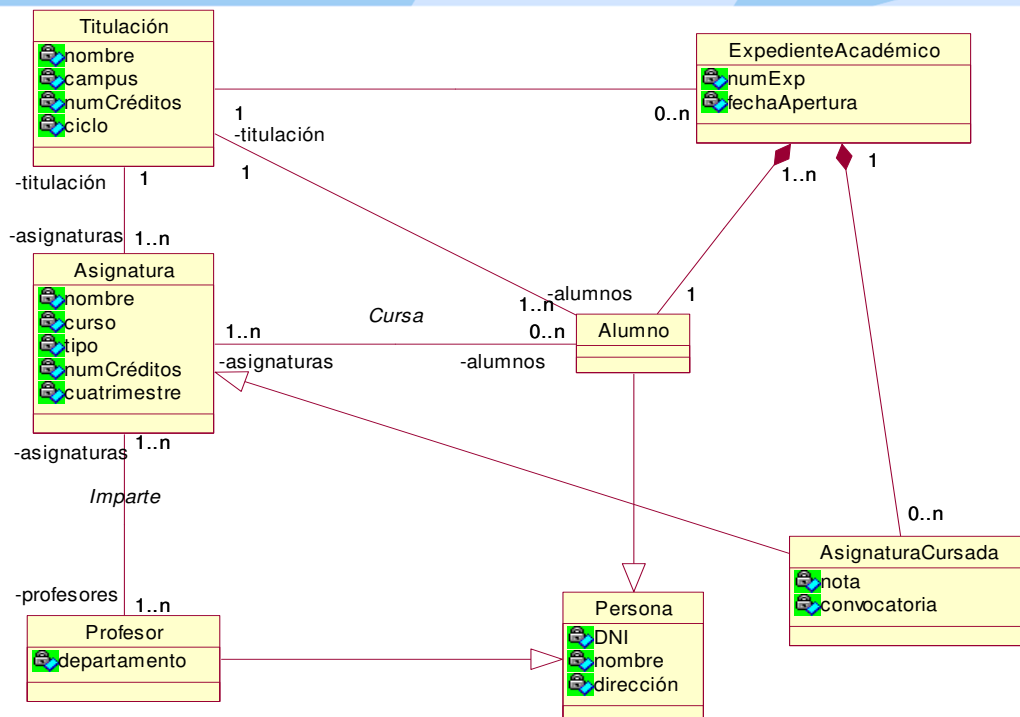 Titulación
nombre
campus
numCréditos
ciclo
ExpedienteAcadémico
numExp
fechaApertura
1
0..n
-titulación
1
1..n
1
-titulación
1
-asignaturas
1..n
Asignatura
nombre
curso
tipo
numCréditos
cuatrimestre
-alumnos
1..n
1
Cursa
1..n
0..n
-asignaturas
-alumnos
Alumno
1..n
-asignaturas
Imparte
0..n
AsignaturaCursada
nota
convocatoria
-profesores
1..n
Profesor
departamento
Persona
DNI
nombre
dirección